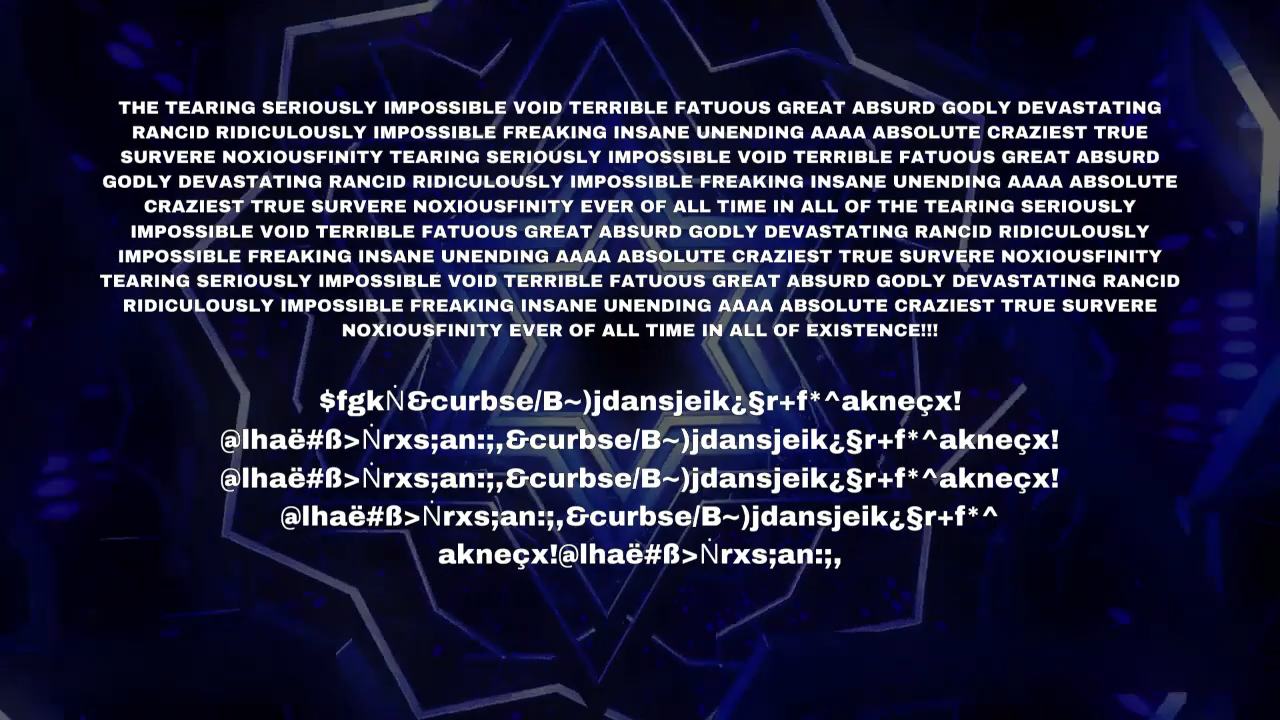 THE TEARING SERIOUSLY IMPOSSIBLE VOID TERRIBLE FATUOUS GREAT ABSURD GODLY DEVASTATING
RANCID RIDICULOUSLY IMPOSSIBLE FREAKING INSANE UNENDING AAAA ABSOLUTE CRAZIEST TRUE
SURVERE NOXIOUSFINITY TEARING SERIOUSLY IMPOSSIBLE VOID TERRIBLE FATUOUS GREAT ABSURD
GODLY DEVASTATING RANCID RIDICULOUSLY IMPOSSIBLE FREAKING INSANE UNENDING AAAA ABSOLUTE
CRAZIEST TRUE SURVERE NOXIOUSFINITY EVER OF ALL TIME IN ALL OF THE TEARING SERIOUSLY
IMPOSSIBLE VOID TERRIBLE FATUOUS GREAT ABSURD GODLY DEVASTATING RANCID RIDICULOUSLY
IMPOSSIBLE FREAKING INSANE UNENDING AAAA ABSOLUTE CRAZIEST TRUE SURVERE NOXIOUSFINITY
TEARING SERIOUSLY IMPOSSIBLE VOID TERRIBLE FATUOUS GREAT ABSURD GODLY DEVASTATING RANCID
RIDICULOUSLY IMPOSSIBLE FREAKING INSANE UNENDING AAAA ABSOLUTE CRAZIEST TRUE SURVERE
NOXIOUSFINITY EVER OF ALL TIME IN ALL OF EXISTENCE!!!
$fgkṄ&curbse/B~)jdansjeik¿§r+f*^akneçx!
@lhaë#ß>Ṅrxs;an:;,&curbse/B~)jdansjeik¿§r+f*^akneçx!
@lhaë#ß>Ṅrxs;an:;,&curbse/B~)jdansjeik¿§r+f*^akneçx!
@lhaë#ß>Ṅrxs;an:;,&curbse/B~)jdansjeik¿§r+f*^
akneçx!@lhaë#ß>Ṅrxs;an:;,